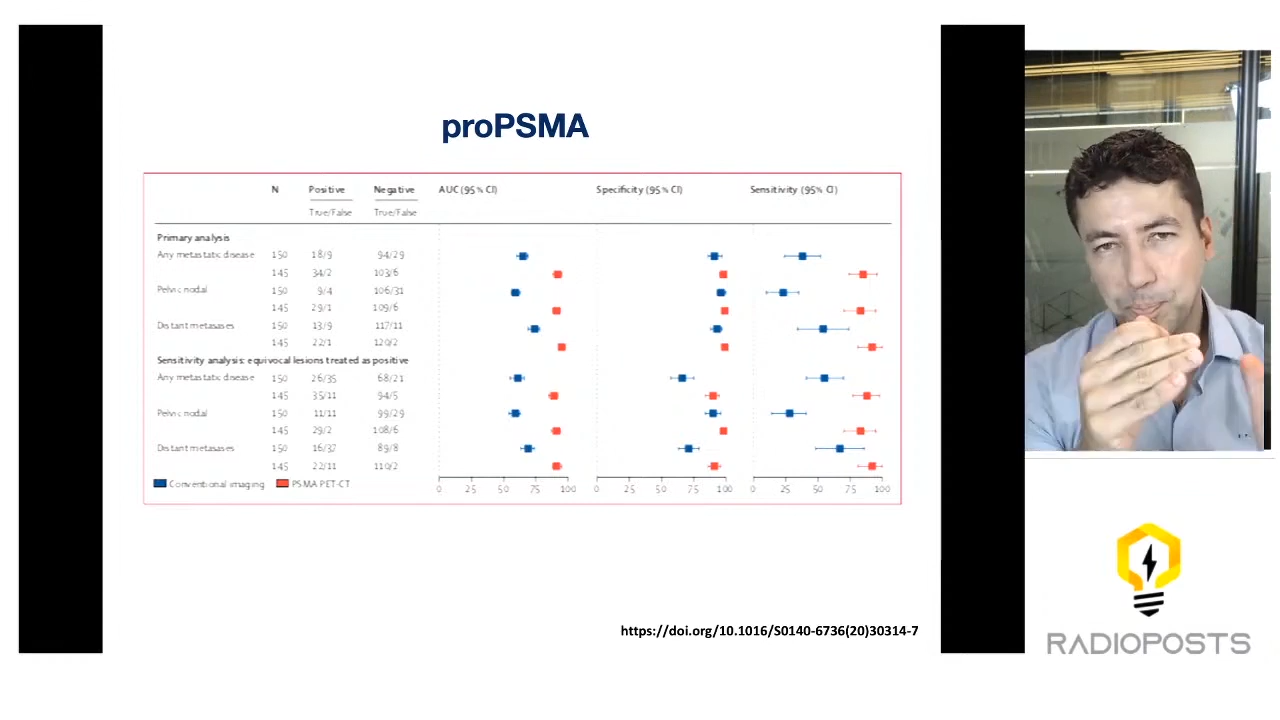 proPSMA
N Positive Negative AUC (95% CI) Specificity (95% CI) Sensitivity (95% CI)
True/False True/False
Primary analysis
Any metastatic disease 150 18/9 94/29
145 34/2 103/6
Pelvic nodal 150 9/4 106/31
145 29/1 109/6
Distant metasases 150 13/9 117/11
145 22/1 120/2
Sensitivity analysis: equivocal lesions treated as positive
Any metastatic disease 150 26/35 68/21
145 35/11 94/5
Pelvic nodal 150 11/11 99/29
145 29/2 108/6
Distant metasases 150 16/37 89/8
145 22/11 110/2
Conventional imaging PSMA PET-CT
0 25 50 75 100 0 25 50 75 100 0 25 50 75 100
https://doi.org/10.1016/S0140-6736(20)30314-7
RADIOPOSTS